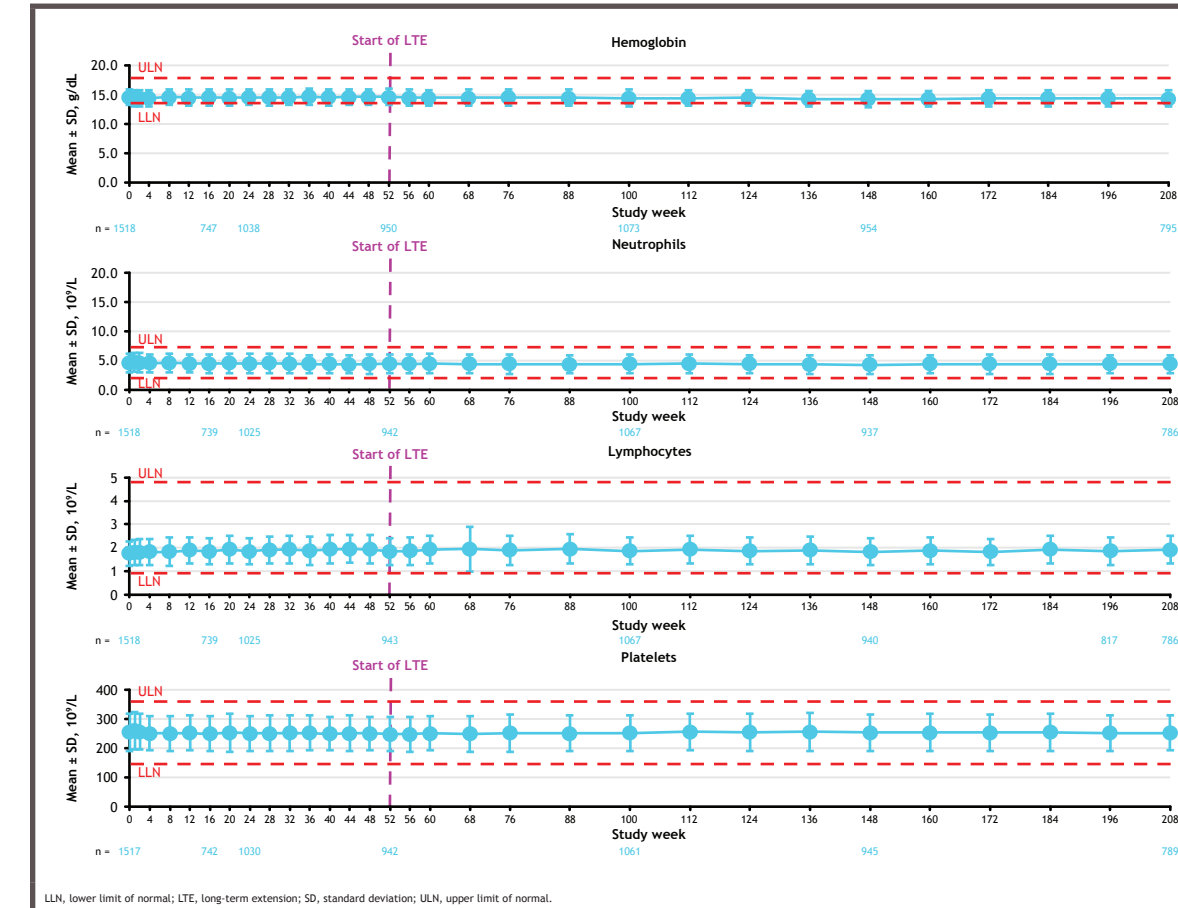 Start of LTE
Hemoglobin
Mean ± SD, g/dL
20.0
15.0
10.0
5.0
0.0
ULN
LLN
0 4 8 12 16 20 24 28 32 36 40 44 48 52 56 60 68 76 88 100 112 124 136 148 160 172 184 196 208
Study week
n = 1518 747 1038 950 1073 954 795
Start of LTE
Neutrophils
Mean ± SD, 10⁹/L
20.0
15.0
10.0
5.0
0.0
ULN
LLN
0 4 8 12 16 20 24 28 32 36 40 44 48 52 56 60 68 76 88 100 112 124 136 148 160 172 184 196 208
Study week
n = 1518 739 1025 942 1067 937 786
Start of LTE
Lymphocytes
Mean ± SD, 10⁹/L
5
4
3
2
1
0
ULN
LLN
0 4 8 12 16 20 24 28 32 36 40 44 48 52 56 60 68 76 88 100 112 124 136 148 160 172 184 196 208
Study week
n = 1518 739 1025 943 1067 940 817 786
Start of LTE
Platelets
Mean ± SD, 10⁹/L
400
300
200
100
0
ULN
LLN
0 4 8 12 16 20 24 28 32 36 40 44 48 52 56 60 68 76 88 100 112 124 136 148 160 172 184 196 208
Study week
n = 1517 742 1030 942 1061 945 789
LLN, lower limit of normal; LTE, long-term extension; SD, standard deviation; ULN, upper limit of normal.